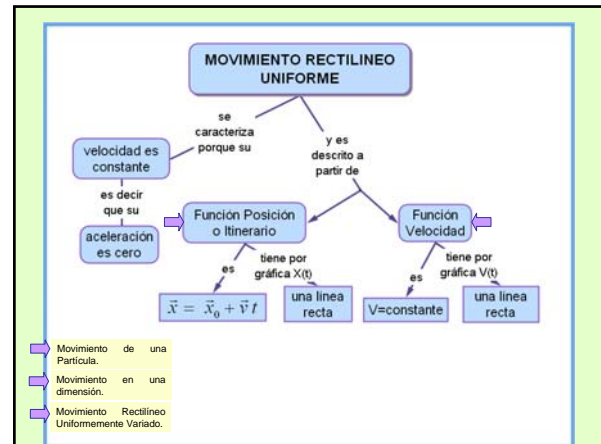 MOVIMIENTO RECTILINEO
UNIFORME
se
caracteriza
porque su
y es
descrito a
partir de
velocidad es
constante
es decir
que su
aceleración
es cero
Función Posición
o Itinerario
Función
Velocidad
es
tiene por
gráfica X(t)
es
tiene por
gráfica V(t)
x⃗ = x⃗₀ + v⃗ t
una línea
recta
V=constante
una línea
recta
Movimiento de una
Partícula.
Movimiento en una
dimensión.
Movimiento Rectilíneo
Uniformemente Variado.